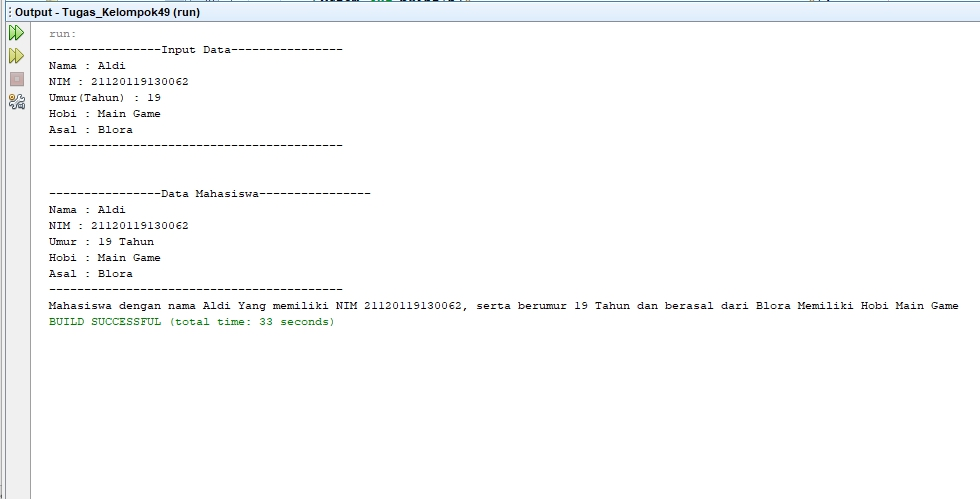 Output - Tugas_Kelompok49 (run)
run:
----------------Input Data----------------
Nama : Aldi
NIM : 21120119130062
Umur(Tahun) : 19
Hobi : Main Game
Asal : Blora
------------------------------------------
----------------Data Mahasiswa----------------
Nama : Aldi
NIM : 21120119130062
Umur : 19 Tahun
Hobi : Main Game
Asal : Blora
------------------------------------------
Mahasiswa dengan nama Aldi Yang memiliki NIM 21120119130062, serta berumur 19 Tahun dan berasal dari Blora Memiliki Hobi Main Game
BUILD SUCCESSFUL (total time: 33 seconds)